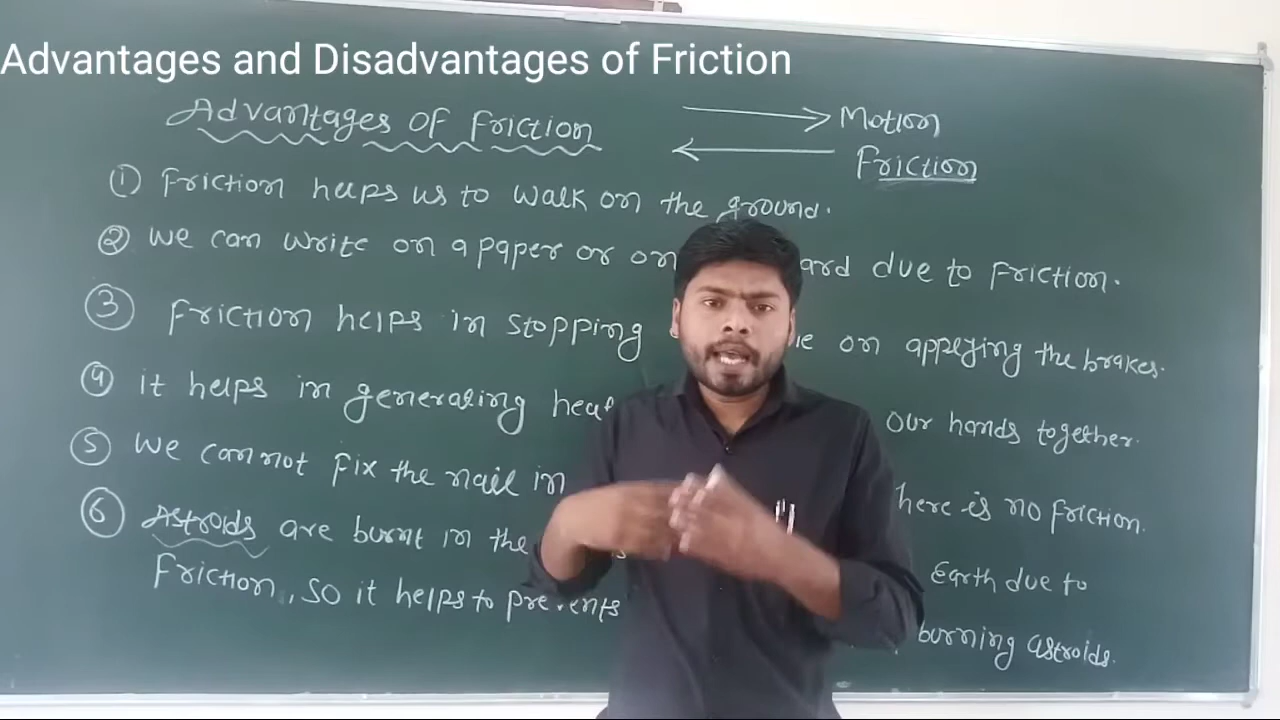 Advantages and Disadvantages of Friction
Advantages of Friction
Motion
Friction
① Friction helps us to walk on the ground.
② We can write on a paper or on ard due to friction.
③ Friction helps in stopping on applying the brakes.
④ it helps in generating heat our hands together.
⑤ We cannot fix the nail in here is no friction.
⑥ Astroids are burnt in the Earth due to
Friction, so it helps to prevents burning astroids.